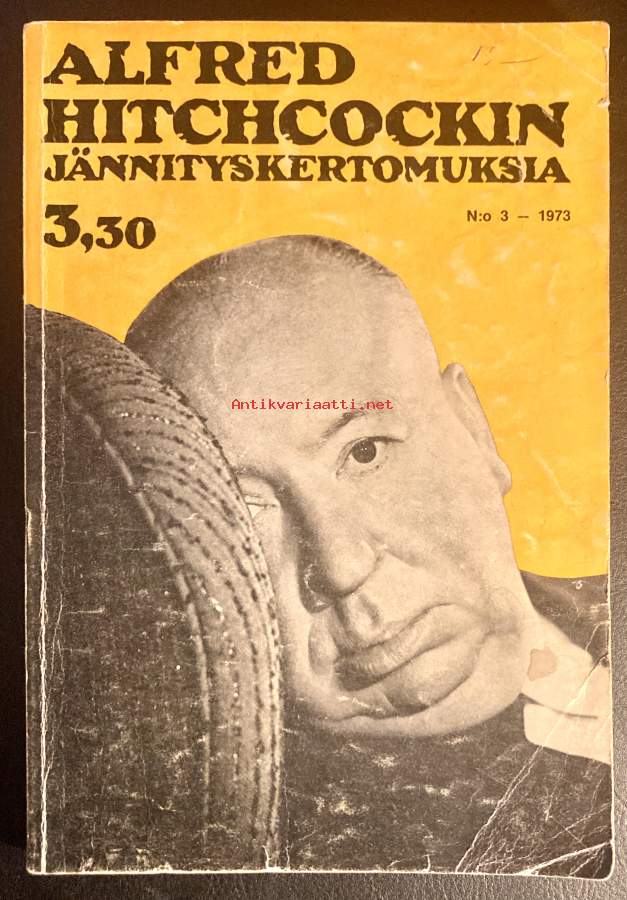 ALFRED
HITCHCOCKIN
JÄNNITYSKERTOMUKSIA
3,30
N:o 3 — 1973
Antikvariaatti.net